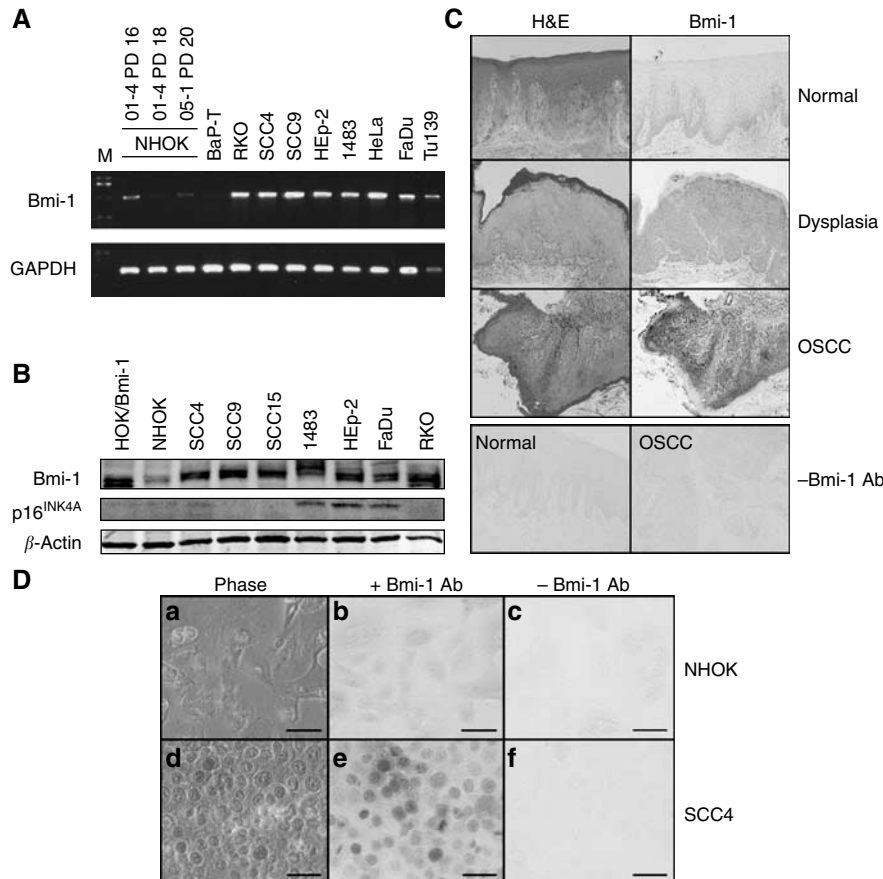 A
01-4 PD 16
01-4 PD 18
05-1 PD 20
NHOK
M
BaP-T
RKO
SCC4
SCC9
HEp-2
1483
HeLa
FaDu
Tu139
Bmi-1
GAPDH
B
HOK/Bmi-1
NHOK
SCC4
SCC9
SCC15
1483
HEp-2
FaDu
RKO
Bmi-1
p16^INK4A
β-Actin
C
H&E
Bmi-1
Normal
Dysplasia
OSCC
Normal
OSCC
–Bmi-1 Ab
D
Phase
+ Bmi-1 Ab
– Bmi-1 Ab
a
b
c
NHOK
d
e
f
SCC4